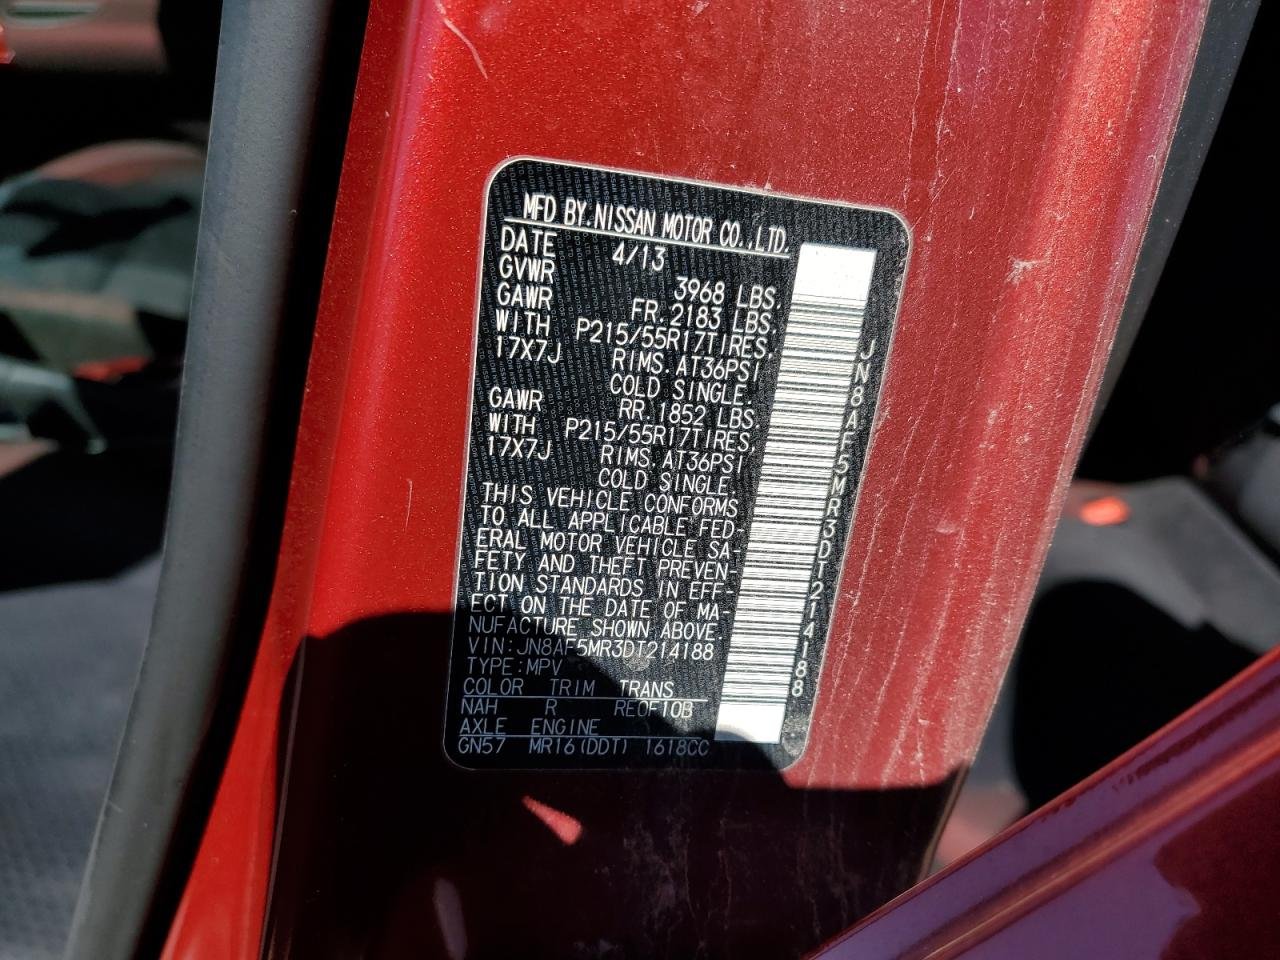 MFD BY.NISSAN MOTOR CO.,LTD.
DATE 4/13
GVWR 3968 LBS.
GAWR FR.2183 LBS.
WITH P215/55R17TIRES.
17X7J RIMS.AT36PSI
COLD SINGLE.
GAWR RR.1852 LBS.
WITH P215/55R17TIRES.
17X7J RIMS.AT36PSI
COLD SINGLE.
THIS VEHICLE CONFORMS
TO ALL APPLICABLE FED-
ERAL MOTOR VEHICLE SA-
FETY AND THEFT PREVEN-
TION STANDARDS IN EFF-
ECT ON THE DATE OF MA-
NUFACTURE SHOWN ABOVE.
VIN:JN8AF5MR3DT214188
TYPE:MPV
COLOR TRIM TRANS
NAH R RE0F10B
AXLE ENGINE
GN57 MR16(DDT) 1618CC
JN8AF5MR3DT214188